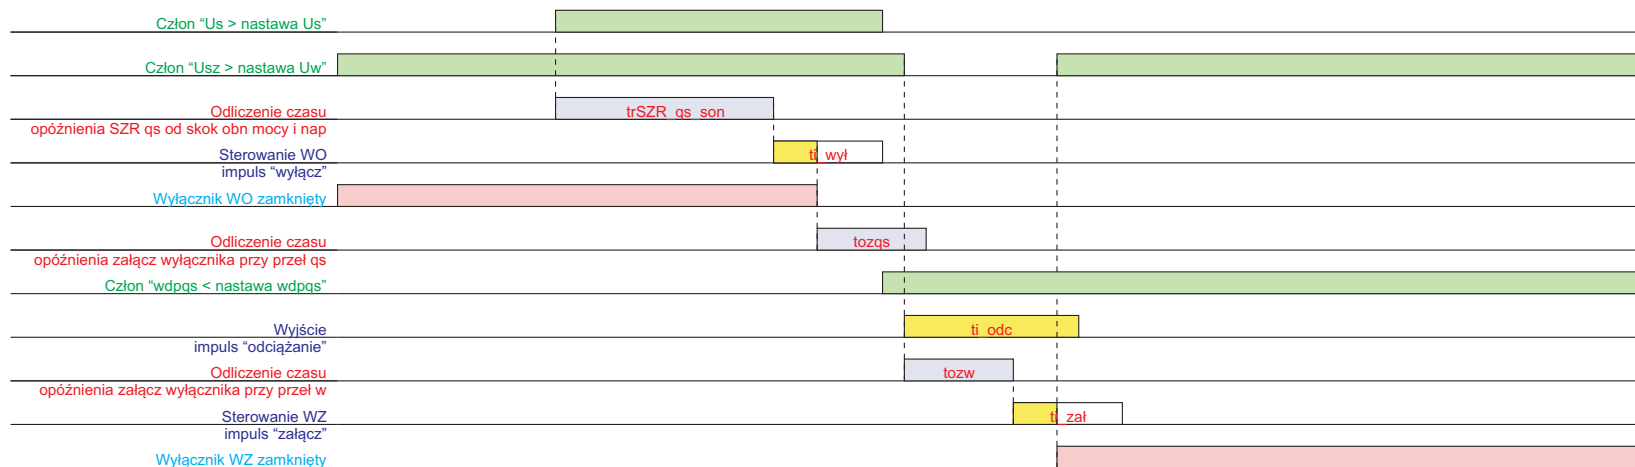 Człon “Us > nastawa Us”
Człon “Usz > nastawa Uw”
Odliczenie czasu
opóźnienia SZR qs od skok obn mocy i nap
trSZR_qs_son
Sterowanie WO
impuls “wyłącz”
ti_wył
Wyłącznik WO zamknięty
Odliczenie czasu
opóźnienia załącz wyłącznika przy przeł qs
tozqs
Człon “wdpqs < nastawa wdpqs”
Wyjście
impuls “odciążanie”
ti_odc
Odliczenie czasu
opóźnienia załącz wyłącznika przy przeł w
tozw
Sterowanie WZ
impuls “załącz”
ti_zał
Wyłącznik WZ zamknięty